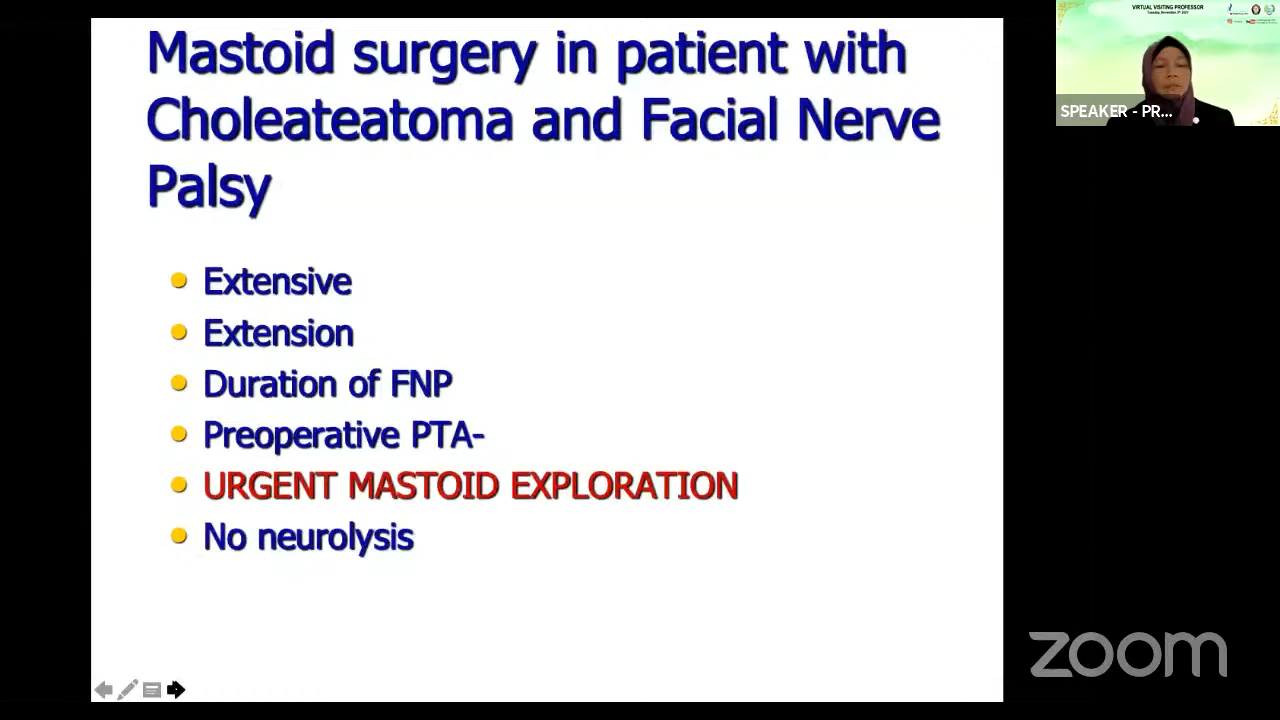 Mastoid surgery in patient with
Choleateatoma and Facial Nerve
Palsy
Extensive
Extension
Duration of FNP
Preoperative PTA-
URGENT MASTOID EXPLORATION
No neurolysis
VIRTUAL VISITING PROFESSOR
SPEAKER - PR...
zoom